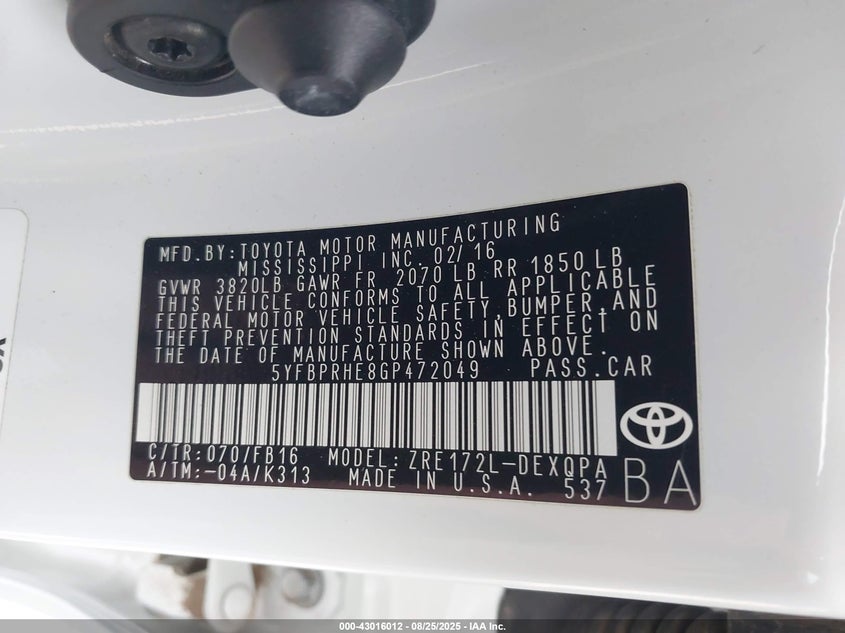 MFD.BY:TOYOTA MOTOR MANUFACTURING
MISSISSIPPI INC. 02/16
GVWR 3820LB GAWR FR 2070 LB RR 1850 LB
THIS VEHICLE CONFORMS TO ALL APPLICABLE
FEDERAL MOTOR VEHICLE SAFETY,BUMPER,AND
THEFT PREVENTION STANDARDS IN EFFECT ON
THE DATE OF MANUFACTURE SHOWN ABOVE.
5YFBPRHE8GP472049 PASS.CAR
C/TR:070/FB16 MODEL:ZRE172L-DEXQPA
A/TM:-04A/K313 MADE IN U.S.A. 537 BA
000-43016012 - 08/25/2025 - IAA Inc.